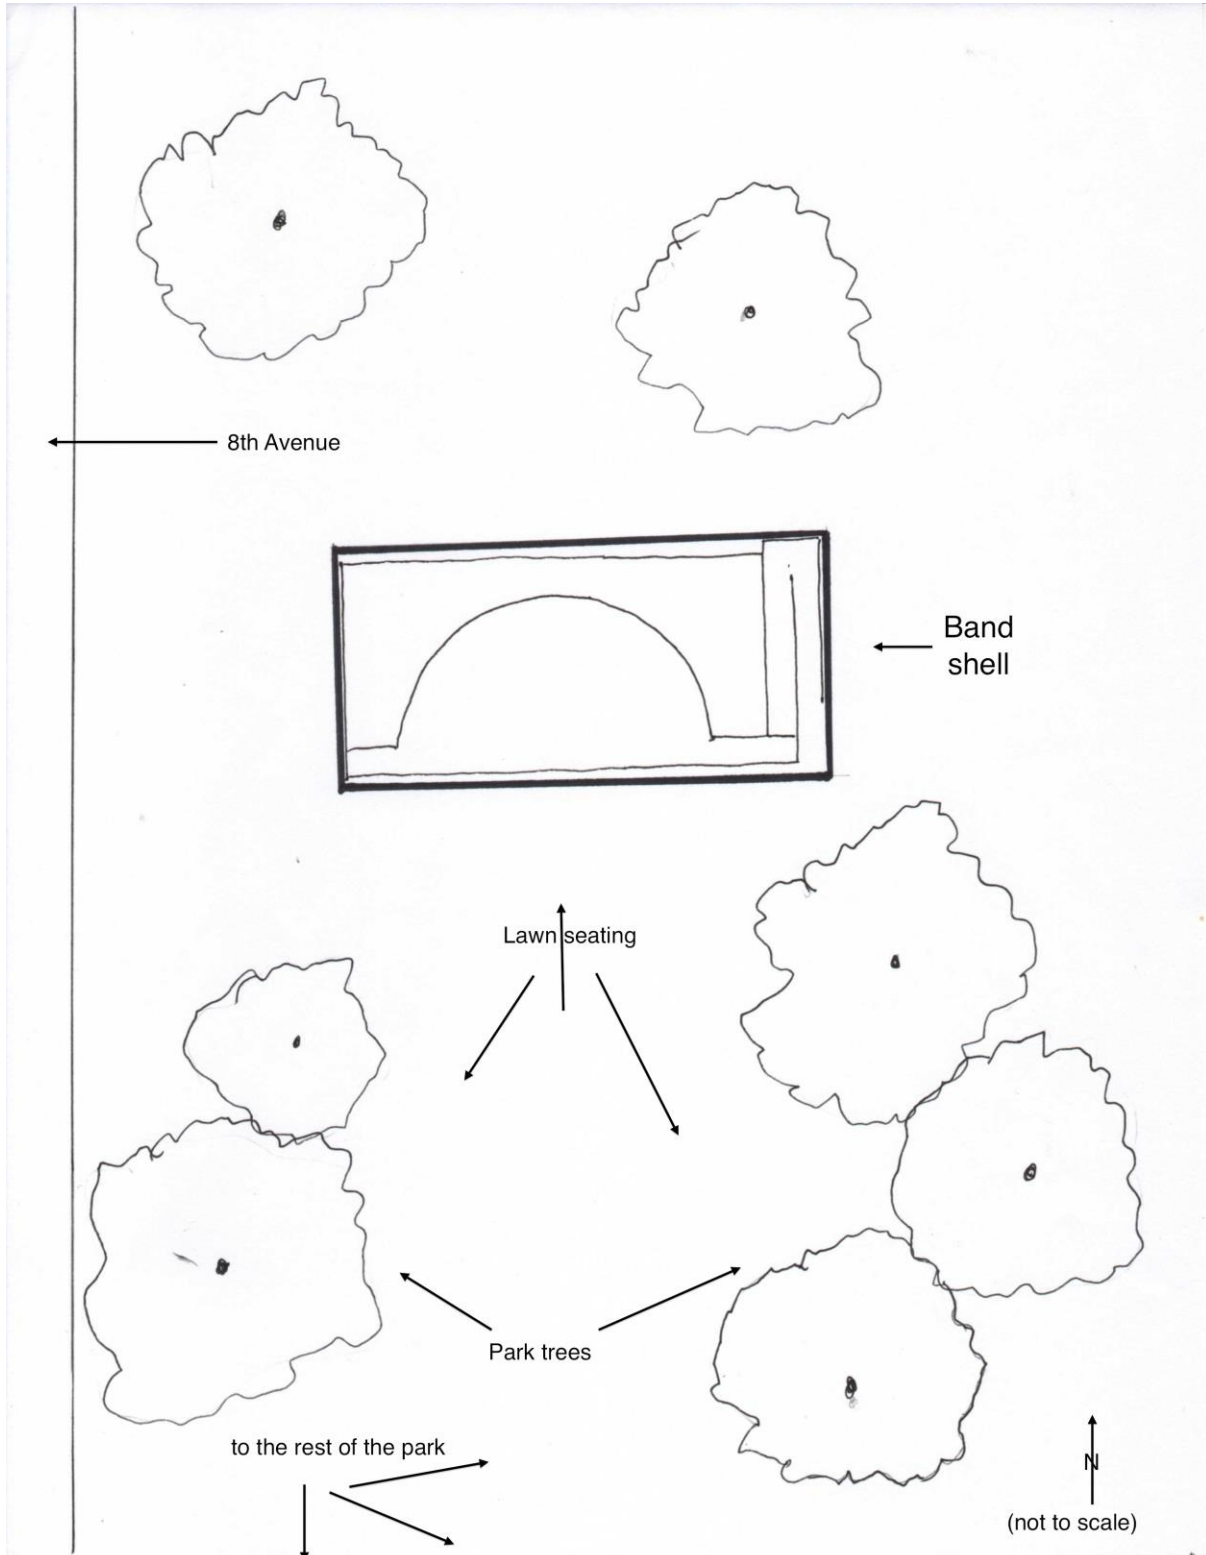 8th Avenue
Band
shell
Lawn seating
Park trees
to the rest of the park
N
(not to scale)